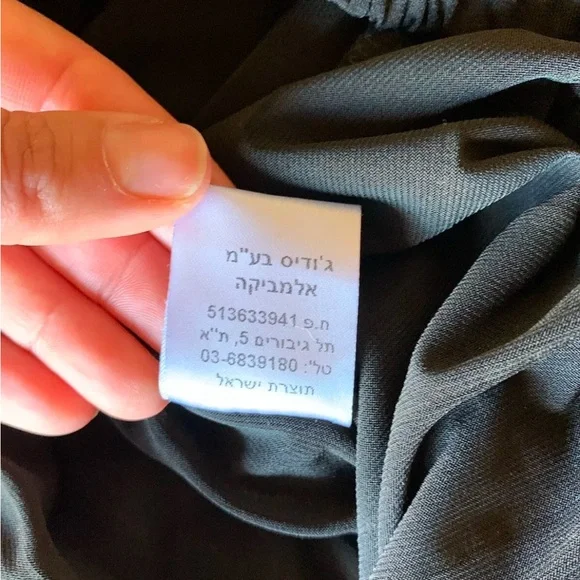 ג'ודיס בע"מ
אלמביקה
ח.פ 513633941
תל גיבורים 5, ת"א
טל': 03-6839180
תוצרת ישראל